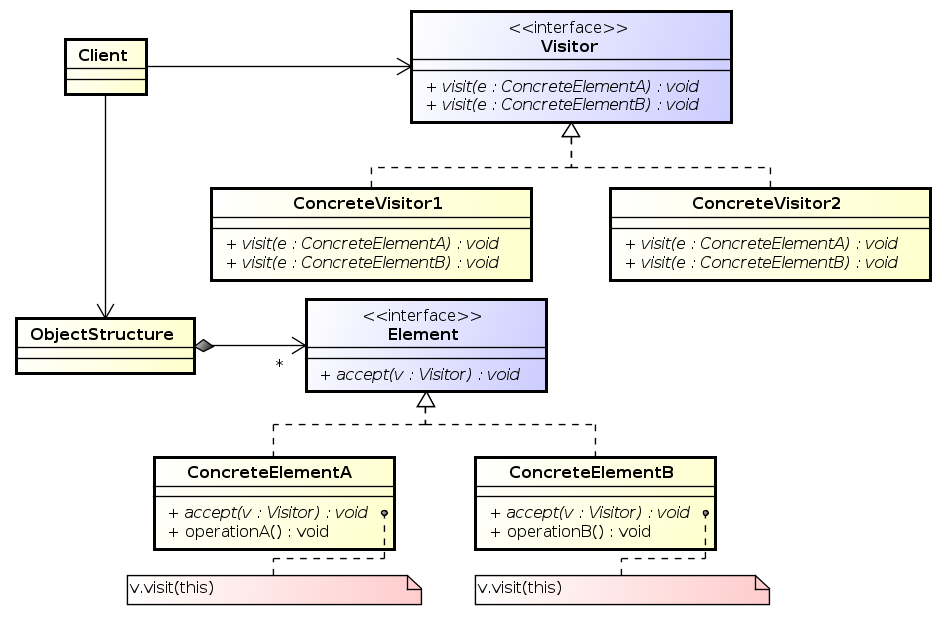 Client
<<interface>>
Visitor
+ visit(e : ConcreteElementA) : void
+ visit(e : ConcreteElementB) : void
ConcreteVisitor1
+ visit(e : ConcreteElementA) : void
+ visit(e : ConcreteElementB) : void
ConcreteVisitor2
+ visit(e : ConcreteElementA) : void
+ visit(e : ConcreteElementB) : void
ObjectStructure
*
<<interface>>
Element
+ accept(v : Visitor) : void
ConcreteElementA
+ accept(v : Visitor) : void
+ operationA() : void
ConcreteElementB
+ accept(v : Visitor) : void
+ operationB() : void
v.visit(this)
v.visit(this)